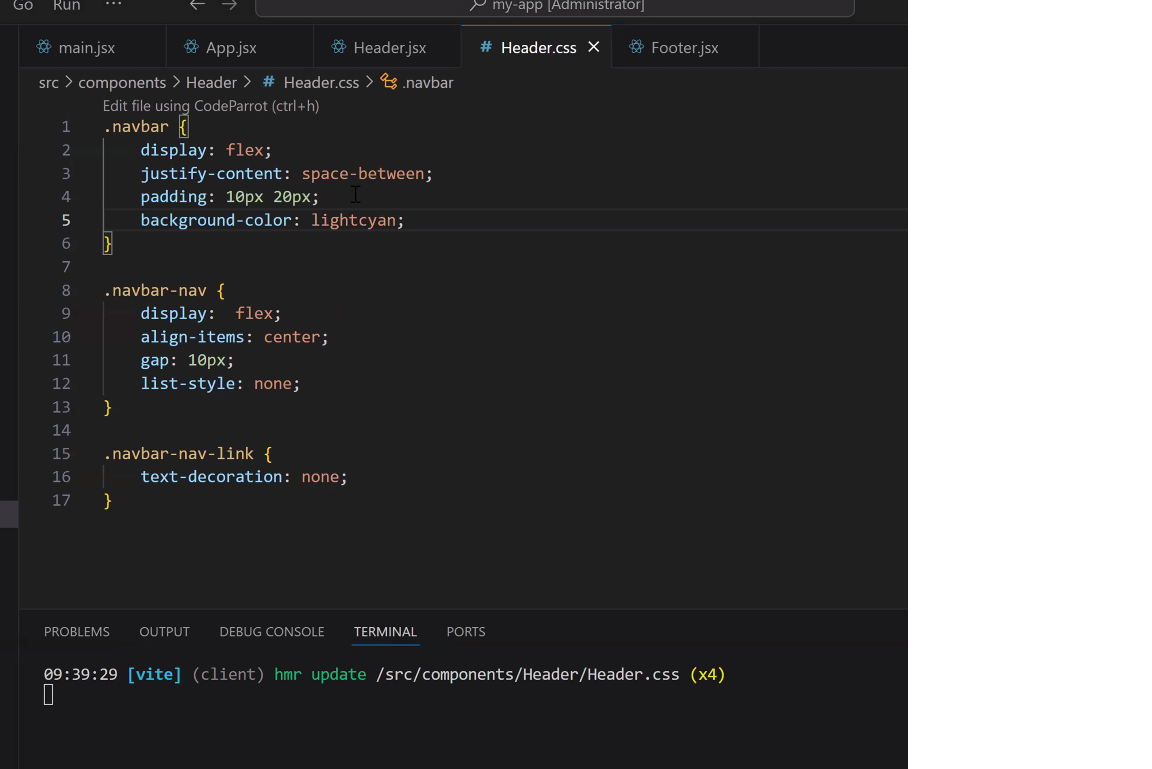 Go Run ··· ← → my-app [Administrator]
main.jsx App.jsx Header.jsx # Header.css × Footer.jsx
src > components > Header > # Header.css > .navbar
Edit file using CodeParrot (ctrl+h)
1 .navbar {
2     display: flex;
3     justify-content: space-between;
4     padding: 10px 20px;
5     background-color: lightcyan;
6 }
7
8 .navbar-nav {
9     display:  flex;
10     align-items: center;
11     gap: 10px;
12     list-style: none;
13 }
14
15 .navbar-nav-link {
16     text-decoration: none;
17 }
PROBLEMS OUTPUT DEBUG CONSOLE TERMINAL PORTS
09:39:29 [vite] (client) hmr update /src/components/Header/Header.css (x4)